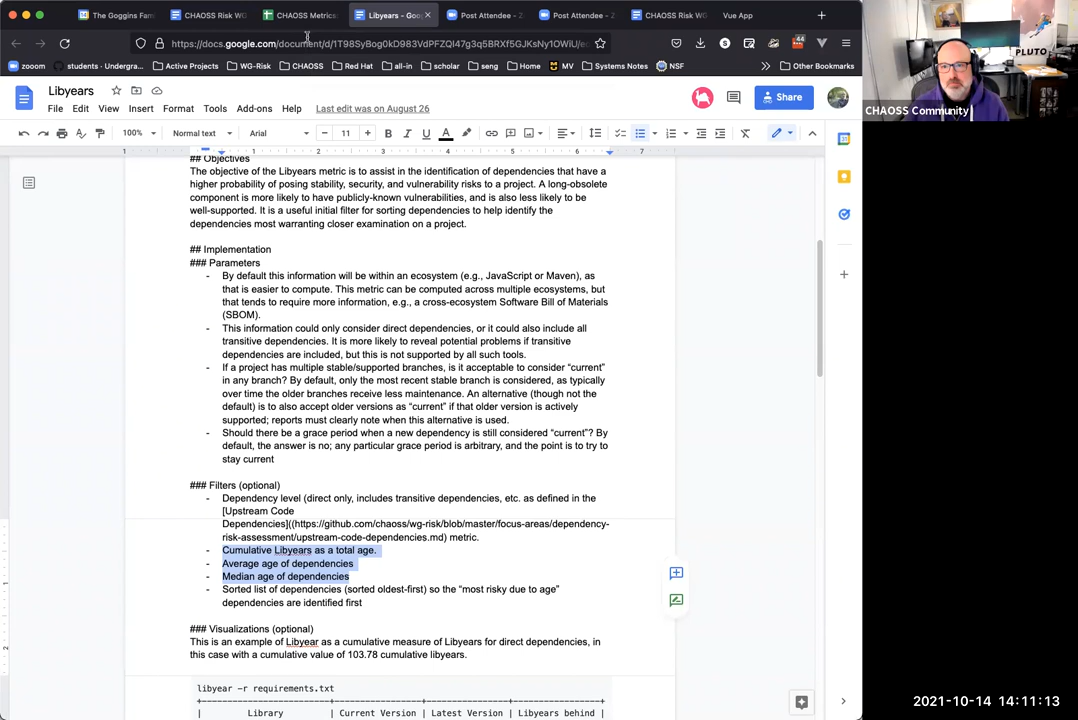 The Goggins Fam
CHAOSS Risk WG
CHAOSS Metrics:
Libyears - Goo
Post Attendee - Z
Post Attendee - Z
CHAOSS Risk WG
Vue App
https://docs.google.com/document/d/1T98SyBog0kD983VdPFZQI47g3q5BRXf5GJKsNy1OWiU/e
44
zooom
students - Undergra...
Active Projects
WG-Risk
CHAOSS
Red Hat
all-in
scholar
seng
Home
MV
Systems Notes
NSF
Other Bookmarks
Libyears
File Edit View Insert Format Tools Add-ons Help Last edit was on August 26
Share
100% Normal text Arial 11 B I U A
1 1 2 3 4 5 6 7
## Objectives
The objective of the Libyears metric is to assist in the identification of dependencies that have a
higher probability of posing stability, security, and vulnerability risks to a project. A long-obsolete
component is more likely to have publicly-known vulnerabilities, and is also less likely to be
well-supported. It is a useful initial filter for sorting dependencies to help identify the
dependencies most warranting closer examination on a project.
## Implementation
### Parameters
- By default this information will be within an ecosystem (e.g., JavaScript or Maven), as
that is easier to compute. This metric can be computed across multiple ecosystems, but
that tends to require more information, e.g., a cross-ecosystem Software Bill of Materials
(SBOM).
- This information could only consider direct dependencies, or it could also include all
transitive dependencies. It is more likely to reveal potential problems if transitive
dependencies are included, but this is not supported by all such tools.
- If a project has multiple stable/supported branches, is it acceptable to consider “current”
in any branch? By default, only the most recent stable branch is considered, as typically
over time the older branches receive less maintenance. An alternative (though not the
default) is to also accept older versions as “current” if that older version is actively
supported; reports must clearly note when this alternative is used.
- Should there be a grace period when a new dependency is still considered “current”? By
default, the answer is no; any particular grace period is arbitrary, and the point is to try to
stay current
### Filters (optional)
- Dependency level (direct only, includes transitive dependencies, etc. as defined in the
[Upstream Code
Dependencies]((https://github.com/chaoss/wg-risk/blob/master/focus-areas/dependency-
risk-assessment/upstream-code-dependencies.md) metric.
- Cumulative Libyears as a total age.
- Average age of dependencies
- Median age of dependencies
- Sorted list of dependencies (sorted oldest-first) so the “most risky due to age”
dependencies are identified first
### Visualizations (optional)
This is an example of Libyear as a cumulative measure of Libyears for direct dependencies, in
this case with a cumulative value of 103.78 cumulative libyears.
libyear -r requirements.txt
| Library | Current Version | Latest Version | Libyears behind |
PLUTO
CHAOSS Community
2021-10-14 14:11:13